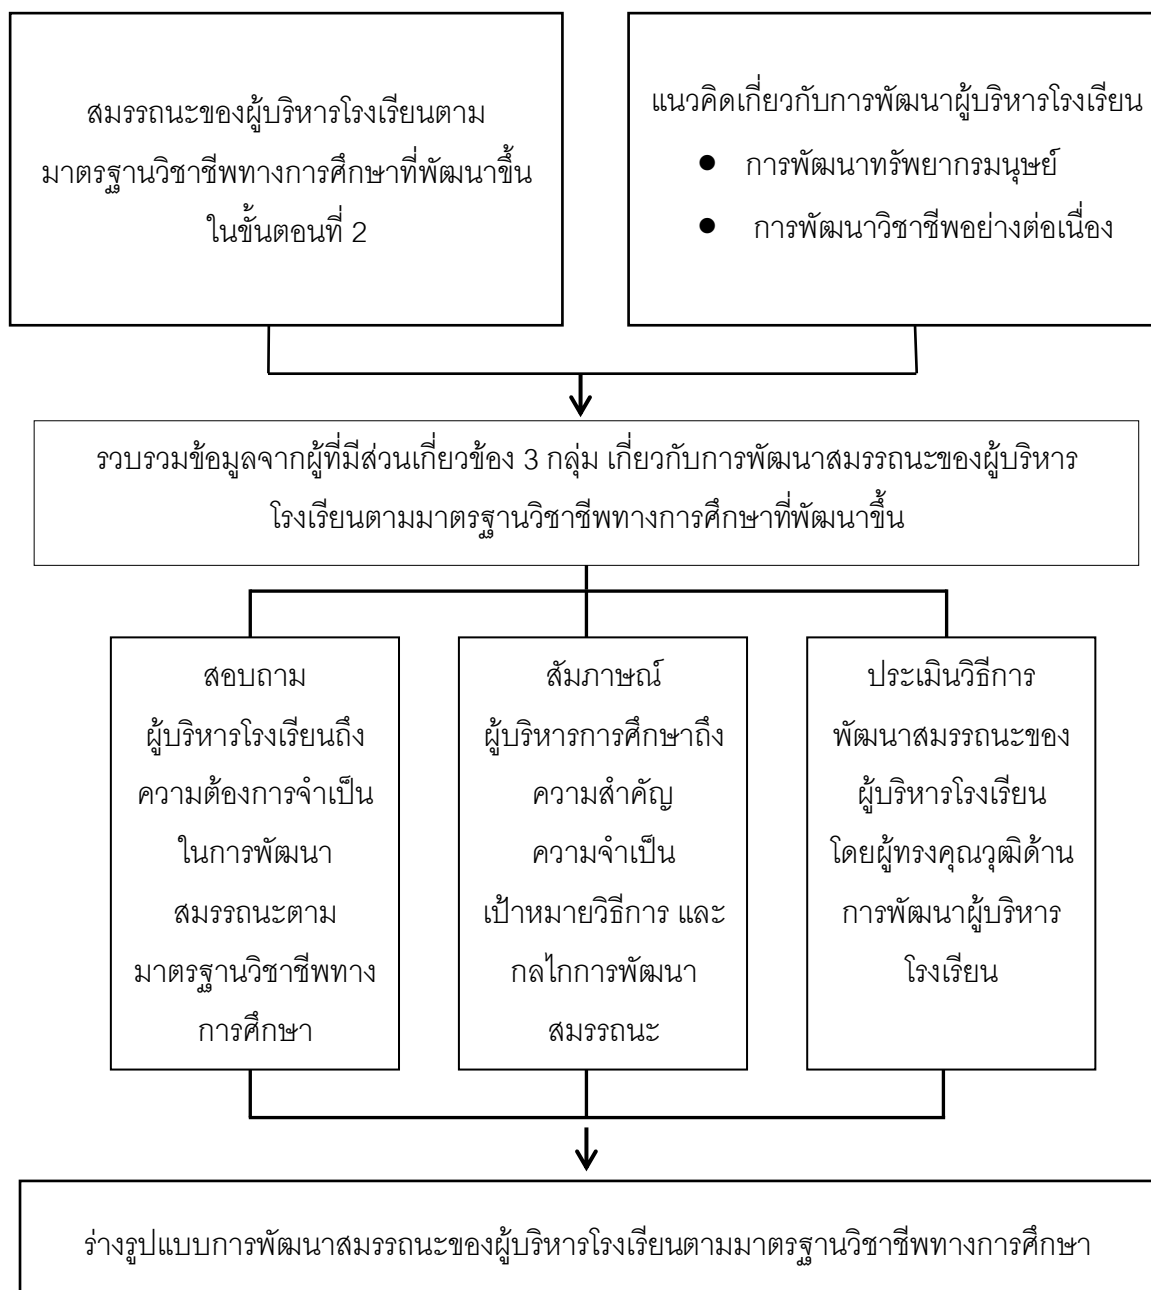 สมรรถนะของผู้บริหารโรงเรียนตาม
มาตรฐานวิชาชีพทางการศึกษาที่พัฒนาขึ้น
ในขั้นตอนที่ 2
แนวคิดเกี่ยวกับการพัฒนาผู้บริหารโรงเรียน
● การพัฒนาทรัพยากรมนุษย์
● การพัฒนาวิชาชีพอย่างต่อเนื่อง
รวบรวมข้อมูลจากผู้ที่มีส่วนเกี่ยวข้อง 3 กลุ่ม เกี่ยวกับการพัฒนาสมรรถนะของผู้บริหาร
โรงเรียนตามมาตรฐานวิชาชีพทางการศึกษาที่พัฒนาขึ้น
สอบถาม
ผู้บริหารโรงเรียนถึง
ความต้องการจำเป็น
ในการพัฒนา
สมรรถนะตาม
มาตรฐานวิชาชีพทาง
การศึกษา
สัมภาษณ์
ผู้บริหารการศึกษาถึง
ความสำคัญ
ความจำเป็น
เป้าหมายวิธีการ และ
กลไกการพัฒนา
สมรรถนะ
ประเมินวิธีการ
พัฒนาสมรรถนะของ
ผู้บริหารโรงเรียน
โดยผู้ทรงคุณวุฒิด้าน
การพัฒนาผู้บริหาร
โรงเรียน
ร่างรูปแบบการพัฒนาสมรรถนะของผู้บริหารโรงเรียนตามมาตรฐานวิชาชีพทางการศึกษา